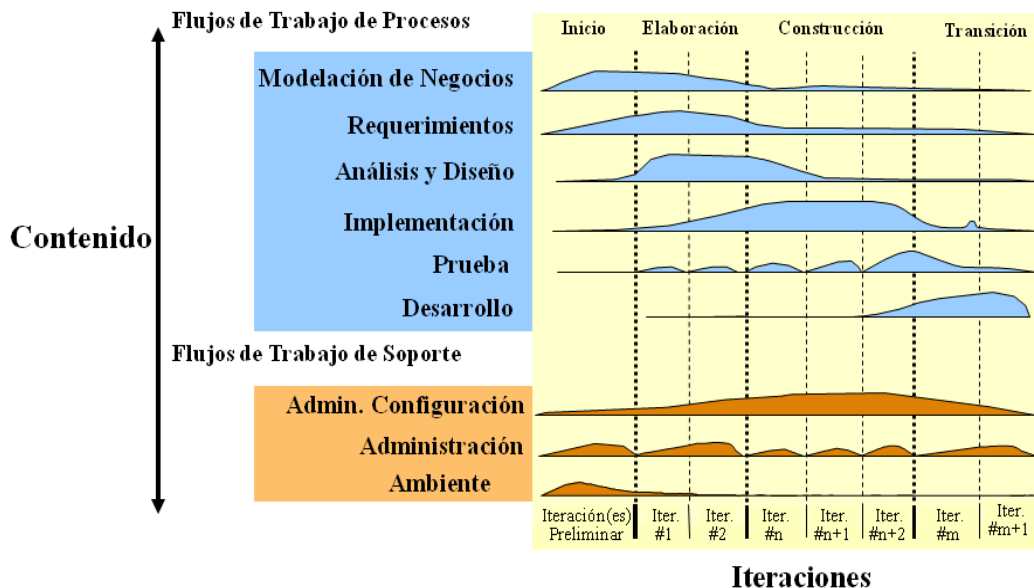 Flujos de Trabajo de Procesos
Inicio Elaboración Construcción Transición
Modelación de Negocios
Requerimientos
Análisis y Diseño
Implementación
Contenido
Prueba
Desarrollo
Flujos de Trabajo de Soporte
Admin. Configuración
Administración
Ambiente
Iteración(es) Iter. Iter. Iter. Iter. Iter. Iter. Iter.
Preliminar #1 #2 #n #n+1 #n+2 #m #m+1
Iteraciones